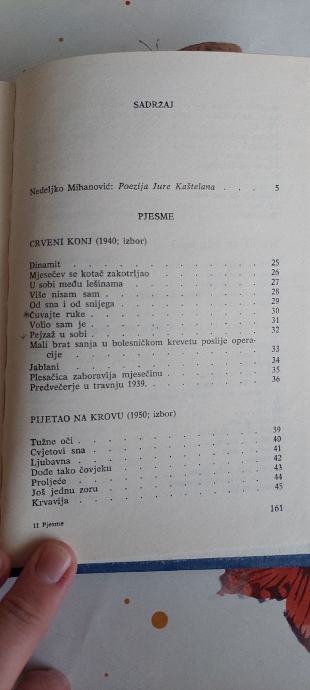 SADRŽAJ
Nedeljko Mihanović: Poezija Jure Kaštelana . . . 5
PJESME
CRVENI KONJ (1940; izbor)
Dinamit . . . . . . . . . . 25
Mjesečev se kotač zakotrljao . . . . . . 26
U sobi među lešinama . . . . . . . 27
Više nisam sam . . . . . . . . 28
Od sna i od snijega . . . . . . . 29
Čuvajte ruke . . . . . . . . 30
Volio sam je . . . . . . . . 31
Pejzaž u sobi . . . . . . . . 32
Mali brat sanja u bolesničkom krevetu poslije opera-
cije . . . . . . . . . . 33
Jablani . . . . . . . . . 34
Plesačica zaboravlja mjesečinu . . . . . 35
Predvečerje u travnju 1939. . . . . . 36
PIJETAO NA KROVU (1950; izbor)
Tužne oči . . . . . . . . . 39
Cvjetovi sna . . . . . . . . 40
Ljubavna . . . . . . . . . 41
Dođe tako čovjeku . . . . . . . 42
Proljeće . . . . . . . . . 43
Još jednu zoru . . . . . . . . 44
Krvavija . . . . . . . . . 45
161
11 Pjesme